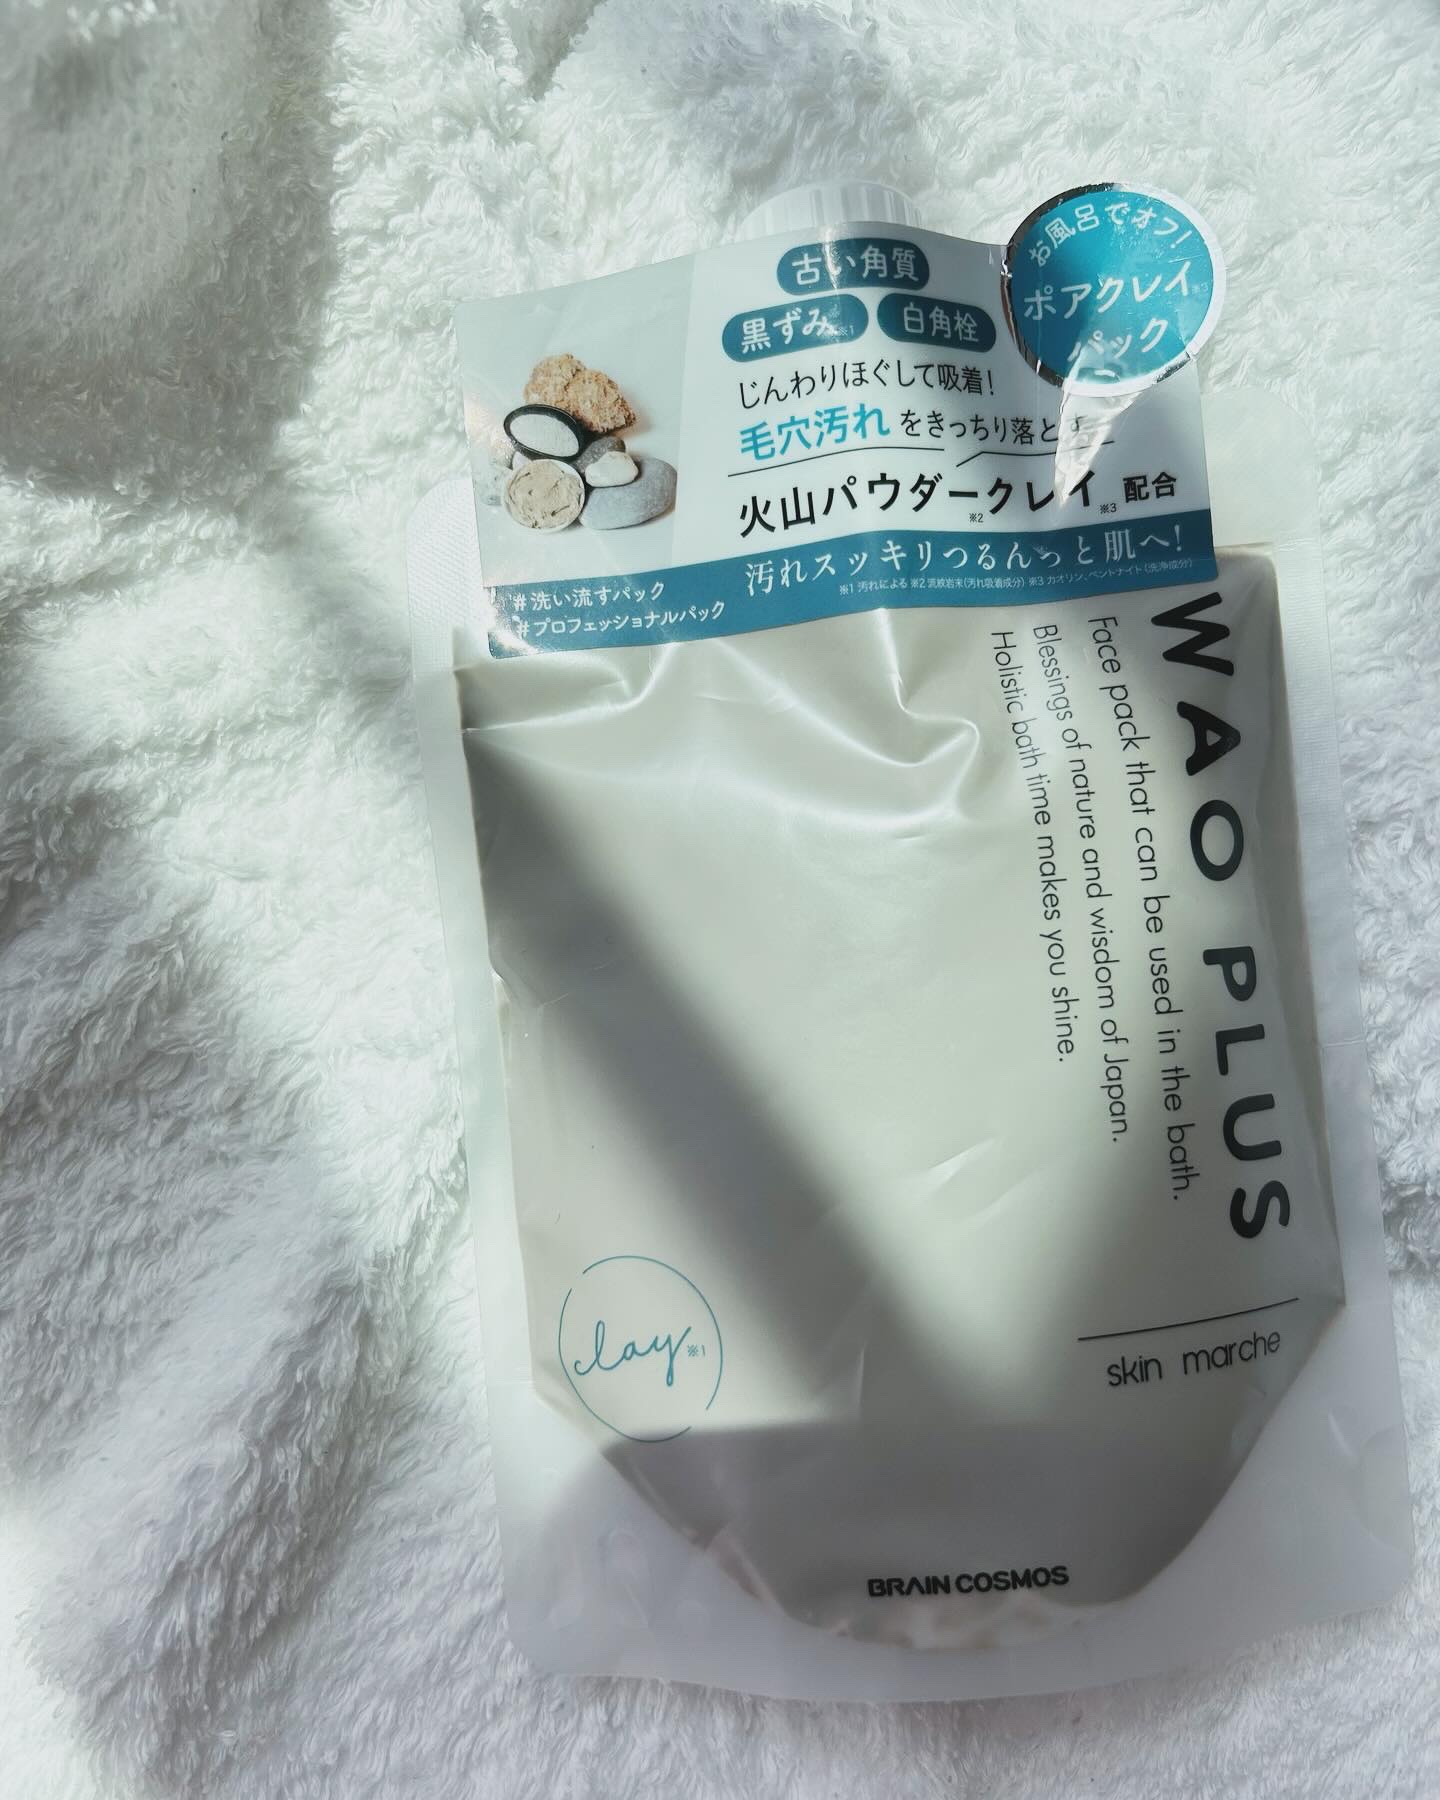 お風呂でオフ!
ポアクレイ※3
パック
古い角質
黒ずみ※1 白角栓
じんわりほぐして吸着!
毛穴汚れをきっちり落とす
火山パウダー※2クレイ※3配合
汚れスッキリつるんっと肌へ!
※1 汚れによる ※2 流紋岩末(汚れ吸着成分) ※3 カオリン、ベントナイト(洗浄成分)
#洗い流すパック
#プロフェッショナルパック
WAO PLUS
Face pack that can be used in the bath.
Blessings of nature and wisdom of Japan.
Holistic bath time makes you shine.
skin marche
clay※1
BRAIN COSMOS